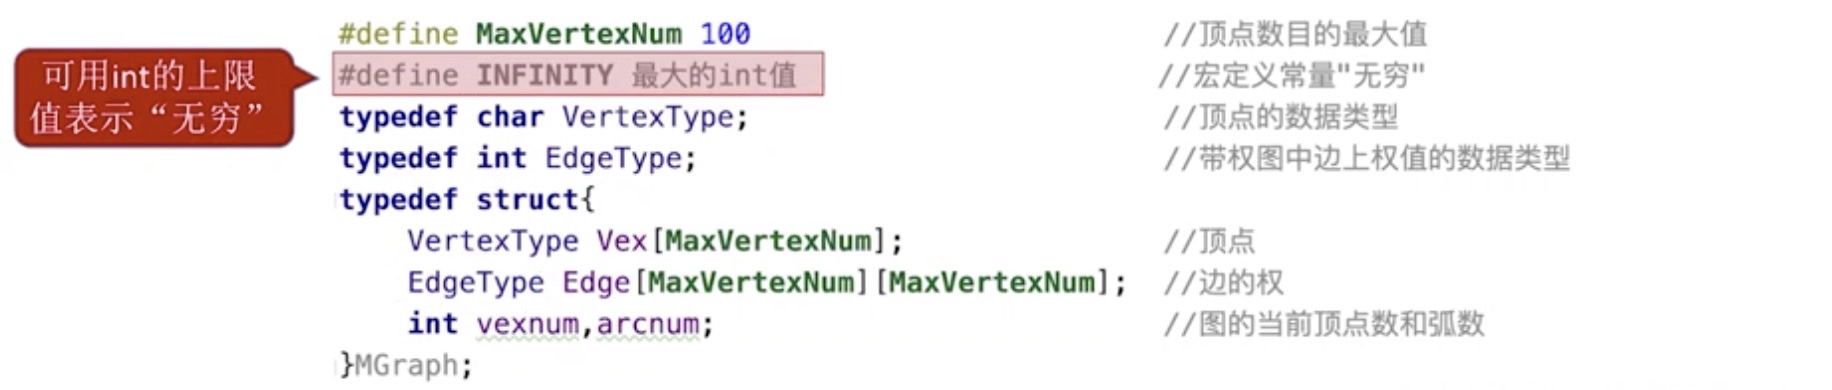 可用int的上限
值表示“无穷”
#define MaxVertexNum 100 //顶点数目的最大值
#define INFINITY 最大的int值 //宏定义常量"无穷"
typedef char VertexType; //顶点的数据类型
typedef int EdgeType; //带权图中边上权值的数据类型
typedef struct{
VertexType Vex[MaxVertexNum]; //顶点
EdgeType Edge[MaxVertexNum][MaxVertexNum]; //边的权
int vexnum,arcnum; //图的当前顶点数和弧数
}MGraph;